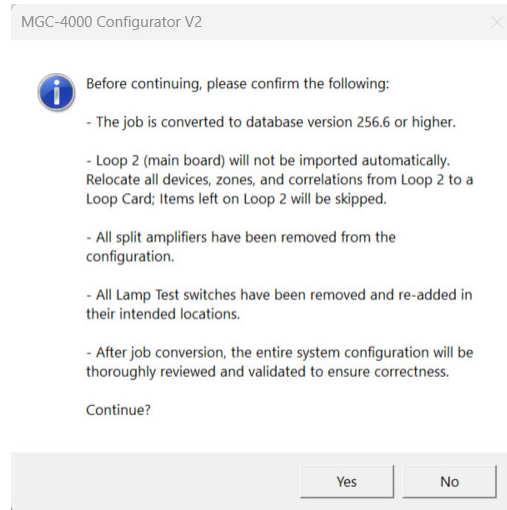 MGC-4000 Configurator V2
Before continuing, please confirm the following:
- The job is converted to database version 256.6 or higher.
- Loop 2 (main board) will not be imported automatically.
Relocate all devices, zones, and correlations from Loop 2 to a
Loop Card; Items left on Loop 2 will be skipped.
- All split amplifiers have been removed from the
configuration.
- All Lamp Test switches have been removed and re-added in
their intended locations.
- After job conversion, the entire system configuration will be
thoroughly reviewed and validated to ensure correctness.
Continue?
Yes
No